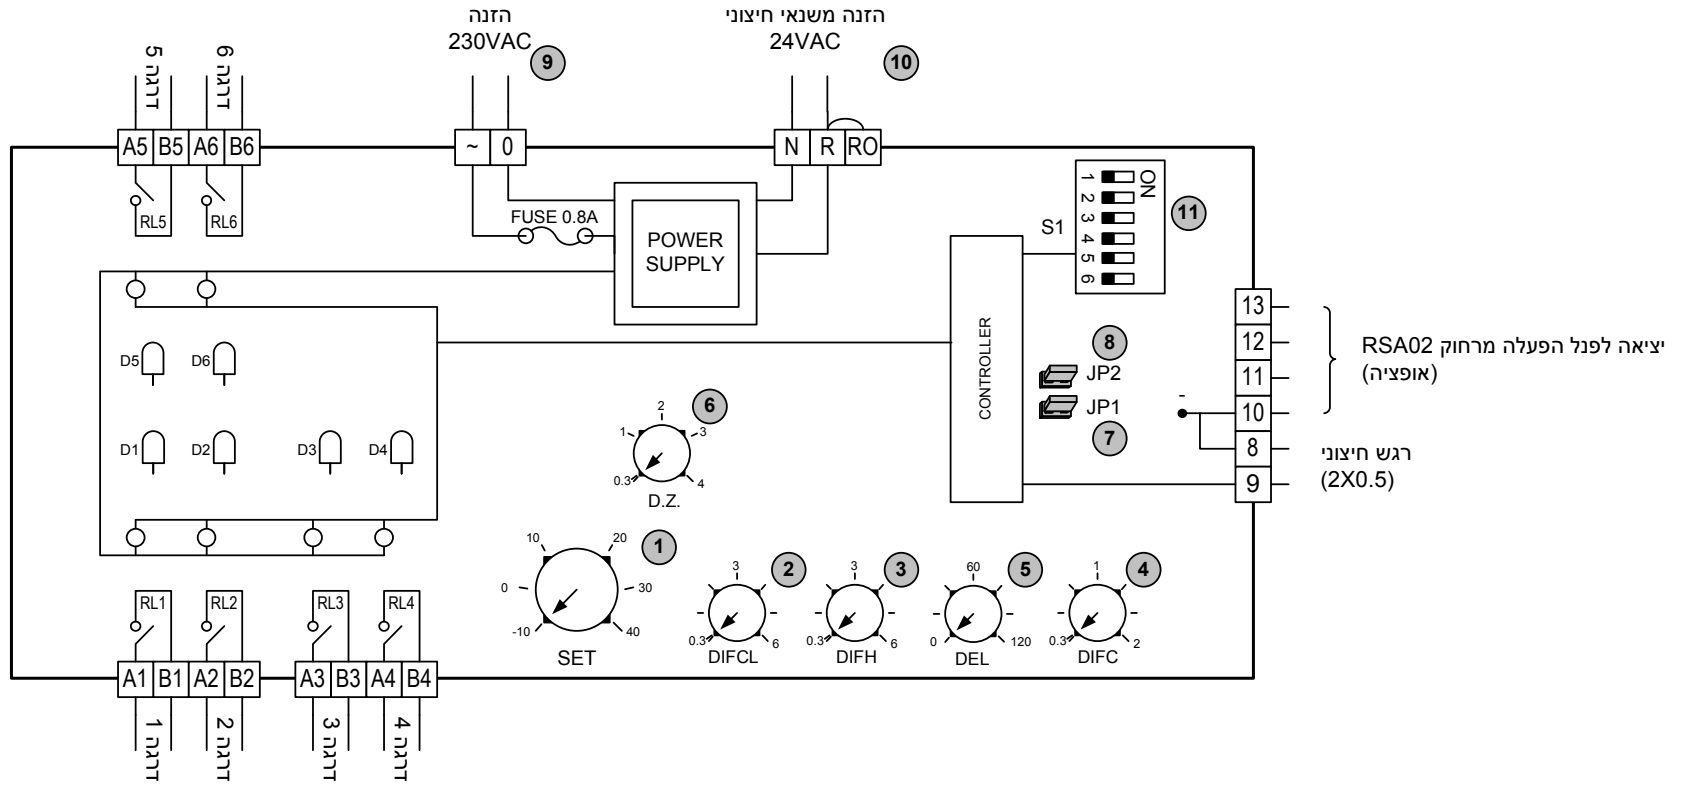 הזנה
230VAC
9
הזנה משנאי חיצוני
24VAC
10
דרגה 5
דרגה 6
A5 B5 A6 B6
~ 0
N R RO
RL5
RL6
FUSE 0.8A
POWER
SUPPLY
S1
1
2
3
4
5
6
ON
11
CONTROLLER
8
JP2
JP1
7
13
12
11
10
8
9
-
יציאה לפנל הפעלה מרחוק RSA02
(אופציה)
רגש חיצוני
(2X0.5)
D5
D6
D1
D2
D3
D4
6
0.3
1
2
3
4
D.Z.
1
-10
0
10
20
30
40
SET
2
0.3
3
6
DIFCL
3
0.3
3
6
DIFH
5
0
60
120
DEL
4
0.3
1
2
DIFC
RL1
RL2
RL3
RL4
A1 B1 A2 B2
A3 B3 A4 B4
דרגה 1
דרגה 2
דרגה 3
דרגה 4